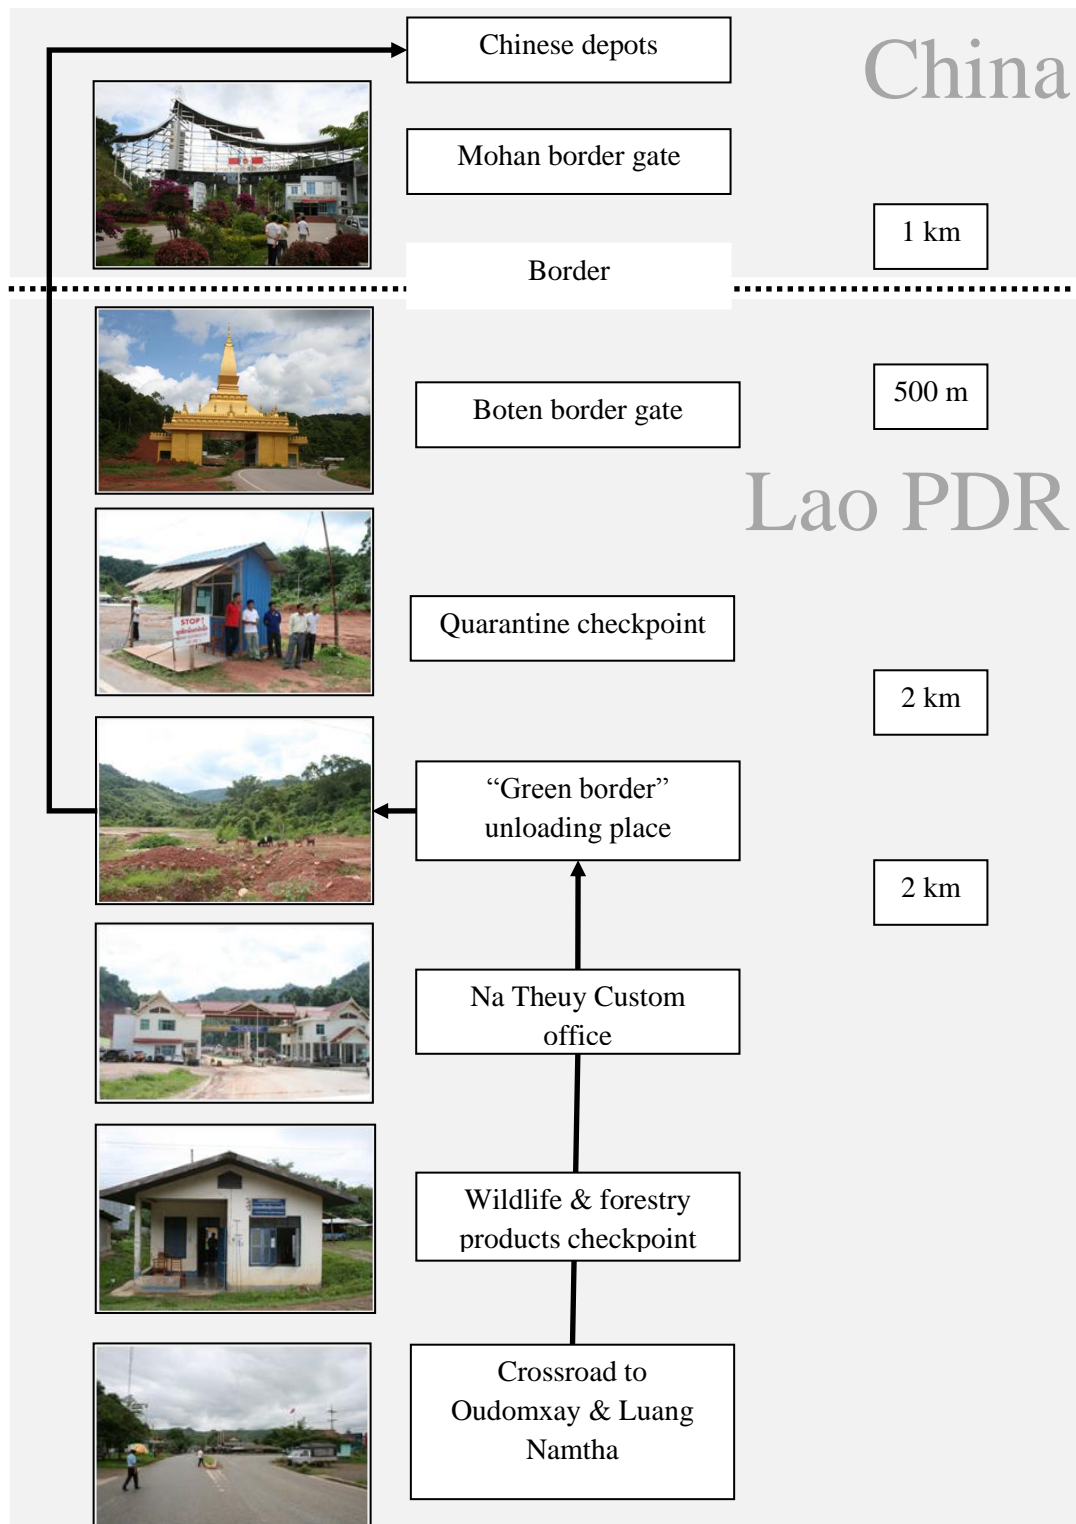 Chinese depots
China
Mohan border gate
1 km
Border
500 m
Boten border gate
Lao PDR
STOP !
Quarantine checkpoint
2 km
“Green border”
unloading place
2 km
Na Theuy Custom
office
Wildlife & forestry
products checkpoint
Crossroad to
Oudomxay & Luang
Namtha